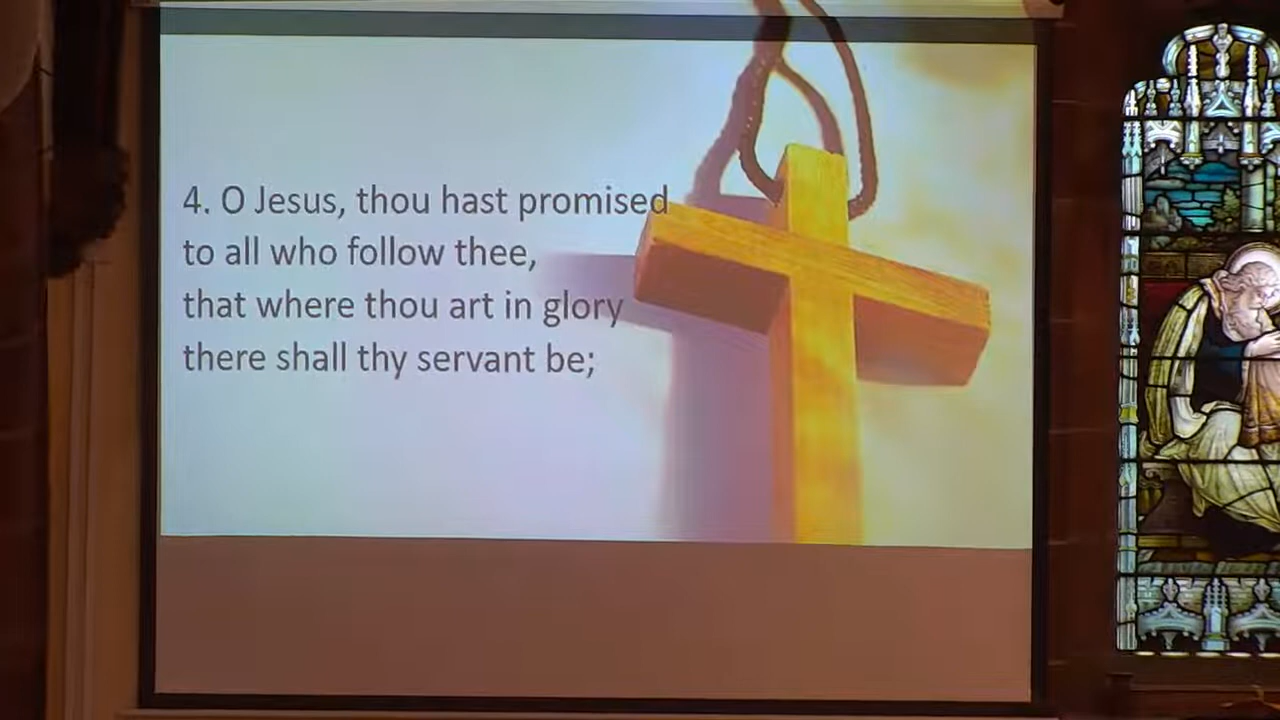 4. O Jesus, thou hast promised
to all who follow thee,
that where thou art in glory
there shall thy servant be;